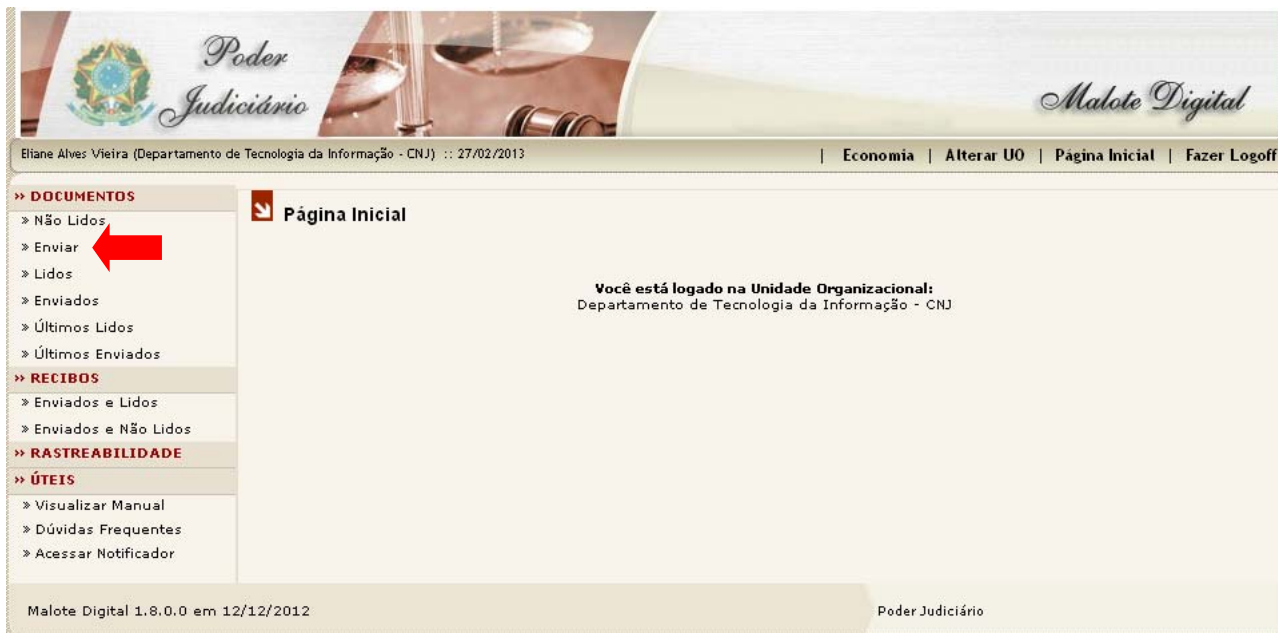 Poder
Judiciário
Malote Digital
Eliane Alves Vieira (Departamento de Tecnologia da Informação - CNJ) :: 27/02/2013 | Economia | Alterar UO | Página Inicial | Fazer Logoff
» DOCUMENTOS
» Não Lidos
» Enviar
» Lidos
» Enviados
» Últimos Lidos
» Últimos Enviados
» RECIBOS
» Enviados e Lidos
» Enviados e Não Lidos
» RASTREABILIDADE
» ÚTEIS
» Visualizar Manual
» Dúvidas Frequentes
» Acessar Notificador
Página Inicial
Você está logado na Unidade Organizacional:
Departamento de Tecnologia da Informação - CNJ
Malote Digital 1.8.0.0 em 12/12/2012
Poder Judiciário